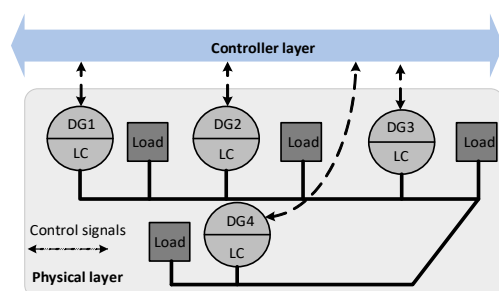 Controller layer
DG1
LC
Load
DG2
LC
Load
DG3
LC
Load
Control signals
Load
DG4
LC
Physical layer